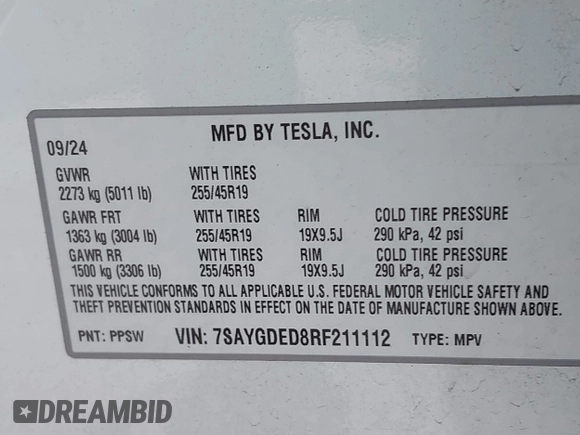 09/24 MFD BY TESLA, INC.
GVWR WITH TIRES
2273 kg (5011 lb) 255/45R19
GAWR FRT WITH TIRES RIM COLD TIRE PRESSURE
1363 kg (3004 lb) 255/45R19 19X9.5J 290 kPa, 42 psi
GAWR RR WITH TIRES RIM COLD TIRE PRESSURE
1500 kg (3306 lb) 255/45R19 19X9.5J 290 kPa, 42 psi
THIS VEHICLE CONFORMS TO ALL APPLICABLE U.S. FEDERAL MOTOR VEHICLE SAFETY AND
THEFT PREVENTION STANDARDS IN EFFECT ON THE DATE OF MANUFACTURE SHOWN ABOVE.
PNT: PPSW VIN: 7SAYGDED8RF211112 TYPE: MPV
DREAMBID